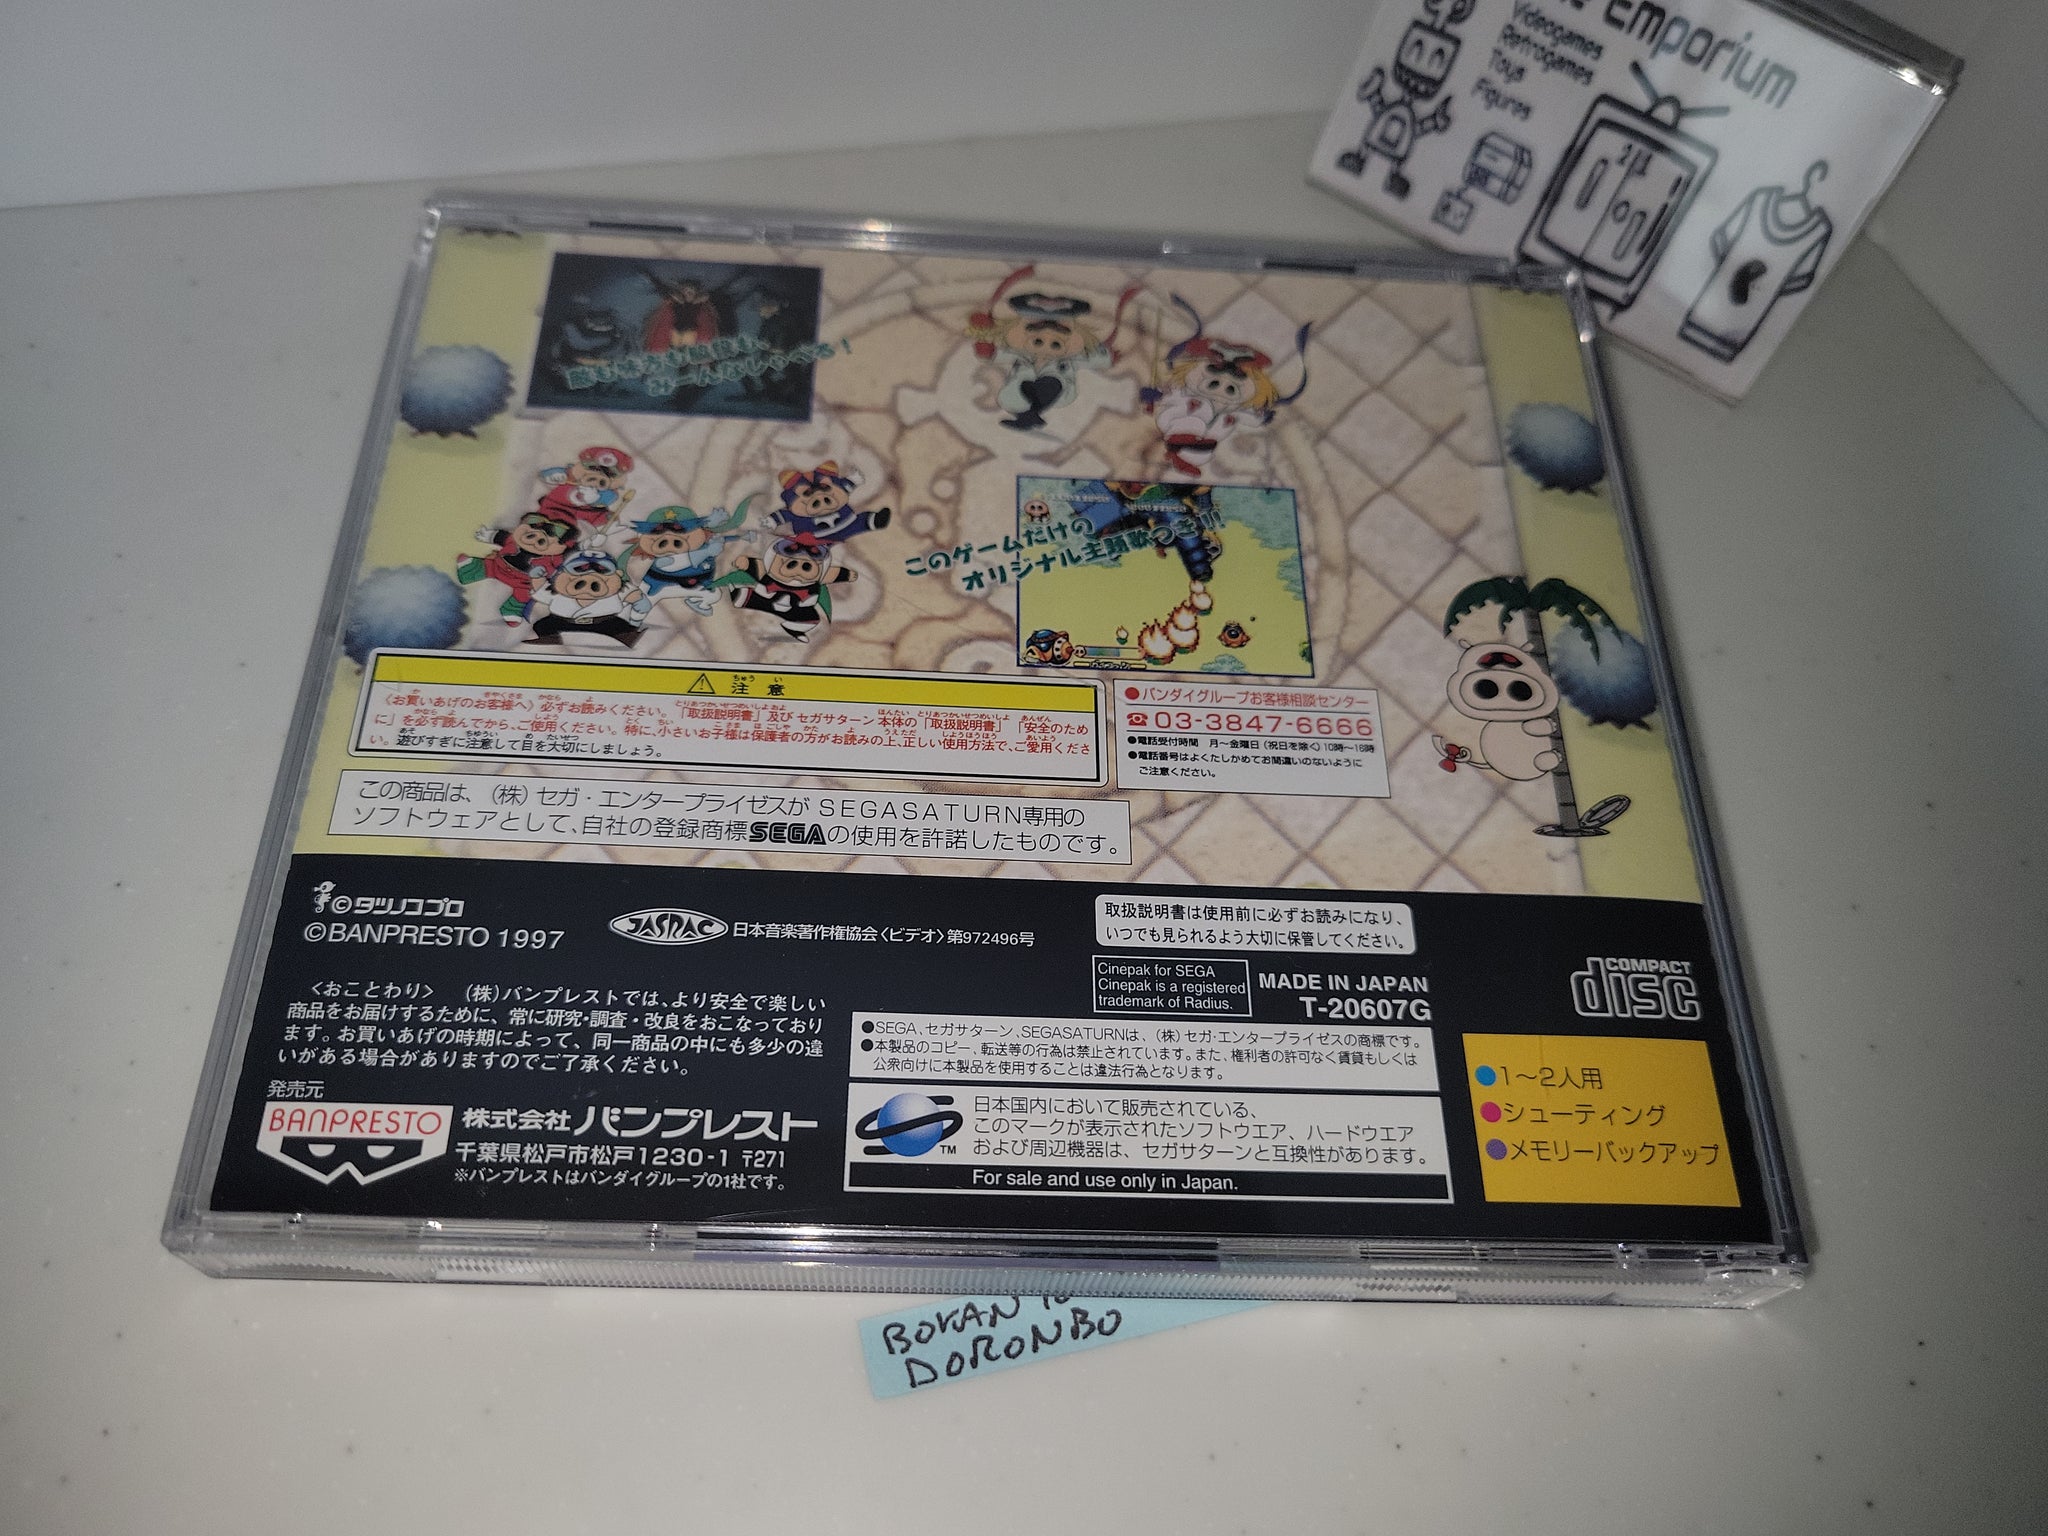 Emporium
Videogames
Retrogames
Toys
Figures
みーんなしゃべる!
このゲームだけの
オリジナル主題歌つき!!!
注意
ちゅうい
〈お買いあげのお客様へ〉必ずお読みください。「取扱説明書」及びセガサターン本体の「取扱説明書」「安全のため
に」を必ず読んでから、ご使用ください。特に、小さいお子様は保護者の方がお読みの上、正しい使用方法で、ご愛用くださ
い。遊びすぎに注意して目を大切にしましょう。
●バンダイグループお客様相談センター
☎03-3847-6666
●電話受付時間 月〜金曜日(祝日を除く)10時〜16時
●電話番号はよくたしかめてお間違いのないように
ご注意ください。
この商品は、(株)セガ・エンタープライゼスがSEGASATURN専用の
ソフトウェアとして、自社の登録商標SEGAの使用を許諾したものです。
©タツノコプロ
©BANPRESTO 1997
JASRAC 日本音楽著作権協会〈ビデオ〉第972496号
取扱説明書は使用前に必ずお読みになり、
いつでも見られるよう大切に保管してください。
Cinepak for SEGA
Cinepak is a registered
trademark of Radius.
MADE IN JAPAN
T-20607G
COMPACT
disc
〈おことわり〉 (株)バンプレストでは、より安全で楽しい
商品をお届けするために、常に研究・調査・改良をおこなっており
ます。お買いあげの時期によって、同一商品の中にも多少の違
いがある場合がありますのでご了承ください。
●SEGA、セガサターン、SEGASATURNは、(株)セガ・エンタープライゼスの商標です。
●本製品のコピー、転送等の行為は禁止されています。また、権利者の許可なく賃貸もしくは
公衆向けに本製品を使用することは違法行為となります。
発売元
BANPRESTO
株式会社バンプレスト
千葉県松戸市松戸1230-1 〒271
※バンプレストはバンダイグループの1社です。
日本国内において販売されている、
このマークが表示されたソフトウエア、ハードウエア
および周辺機器は、セガサターンと互換性があります。
TM
For sale and use only in Japan.
●1〜2人用
●シューティング
●メモリーバックアップ
BOKAN
DORONBO